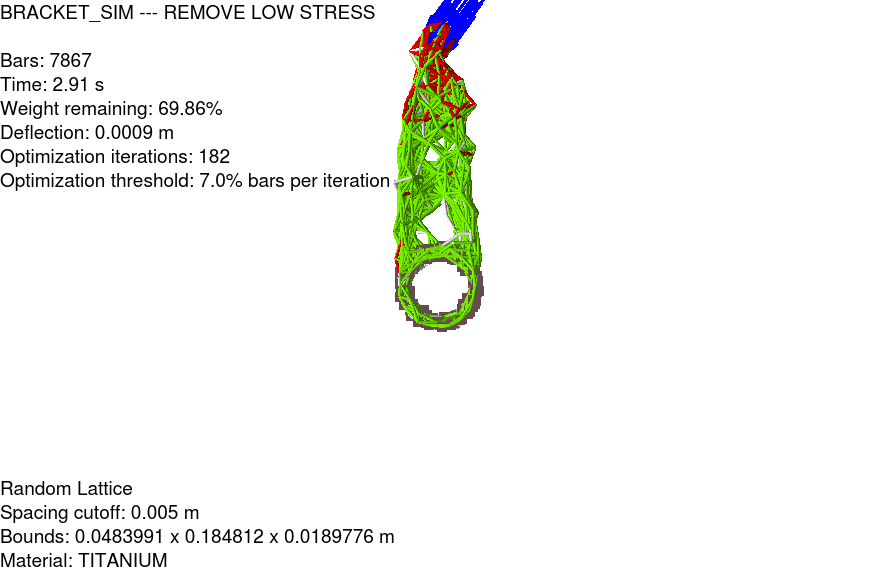 BRACKET_SIM --- REMOVE LOW STRESS
Bars: 7867
Time: 2.91 s
Weight remaining: 69.86%
Deflection: 0.0009 m
Optimization iterations: 182
Optimization threshold: 7.0% bars per iteration
Random Lattice
Spacing cutoff: 0.005 m
Bounds: 0.0483991 x 0.184812 x 0.0189776 m
Material: TITANIUM